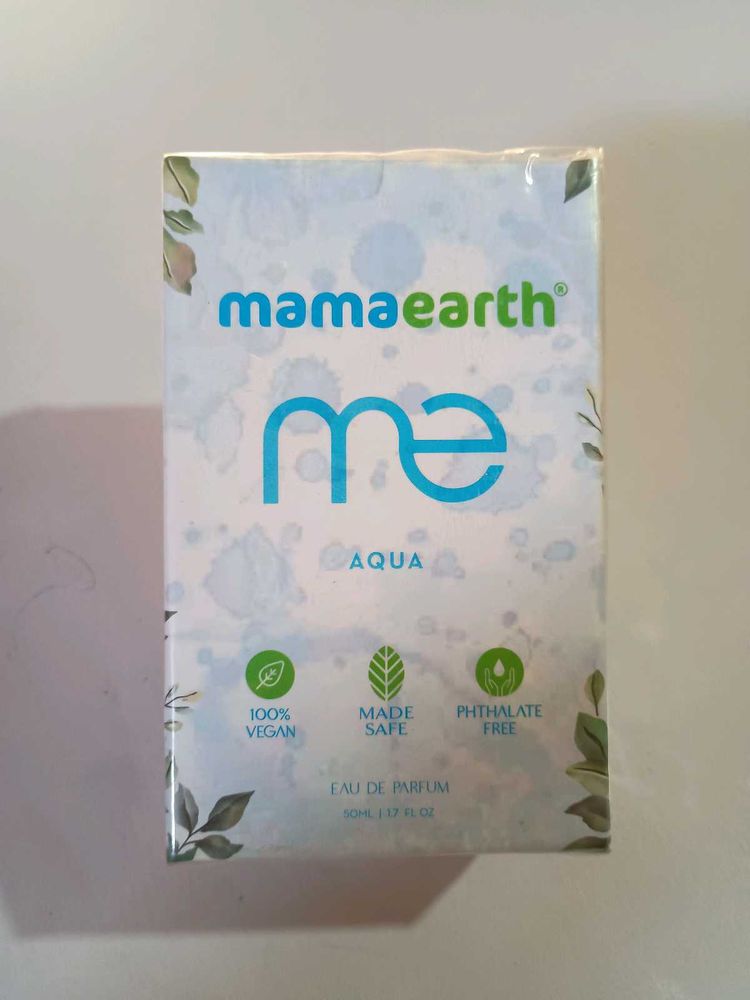 mamaearth®
me
AQUA
100%
VEGAN
MADE
SAFE
PHTHALATE
FREE
EAU DE PARFUM
50ML | 1.7 FL OZ